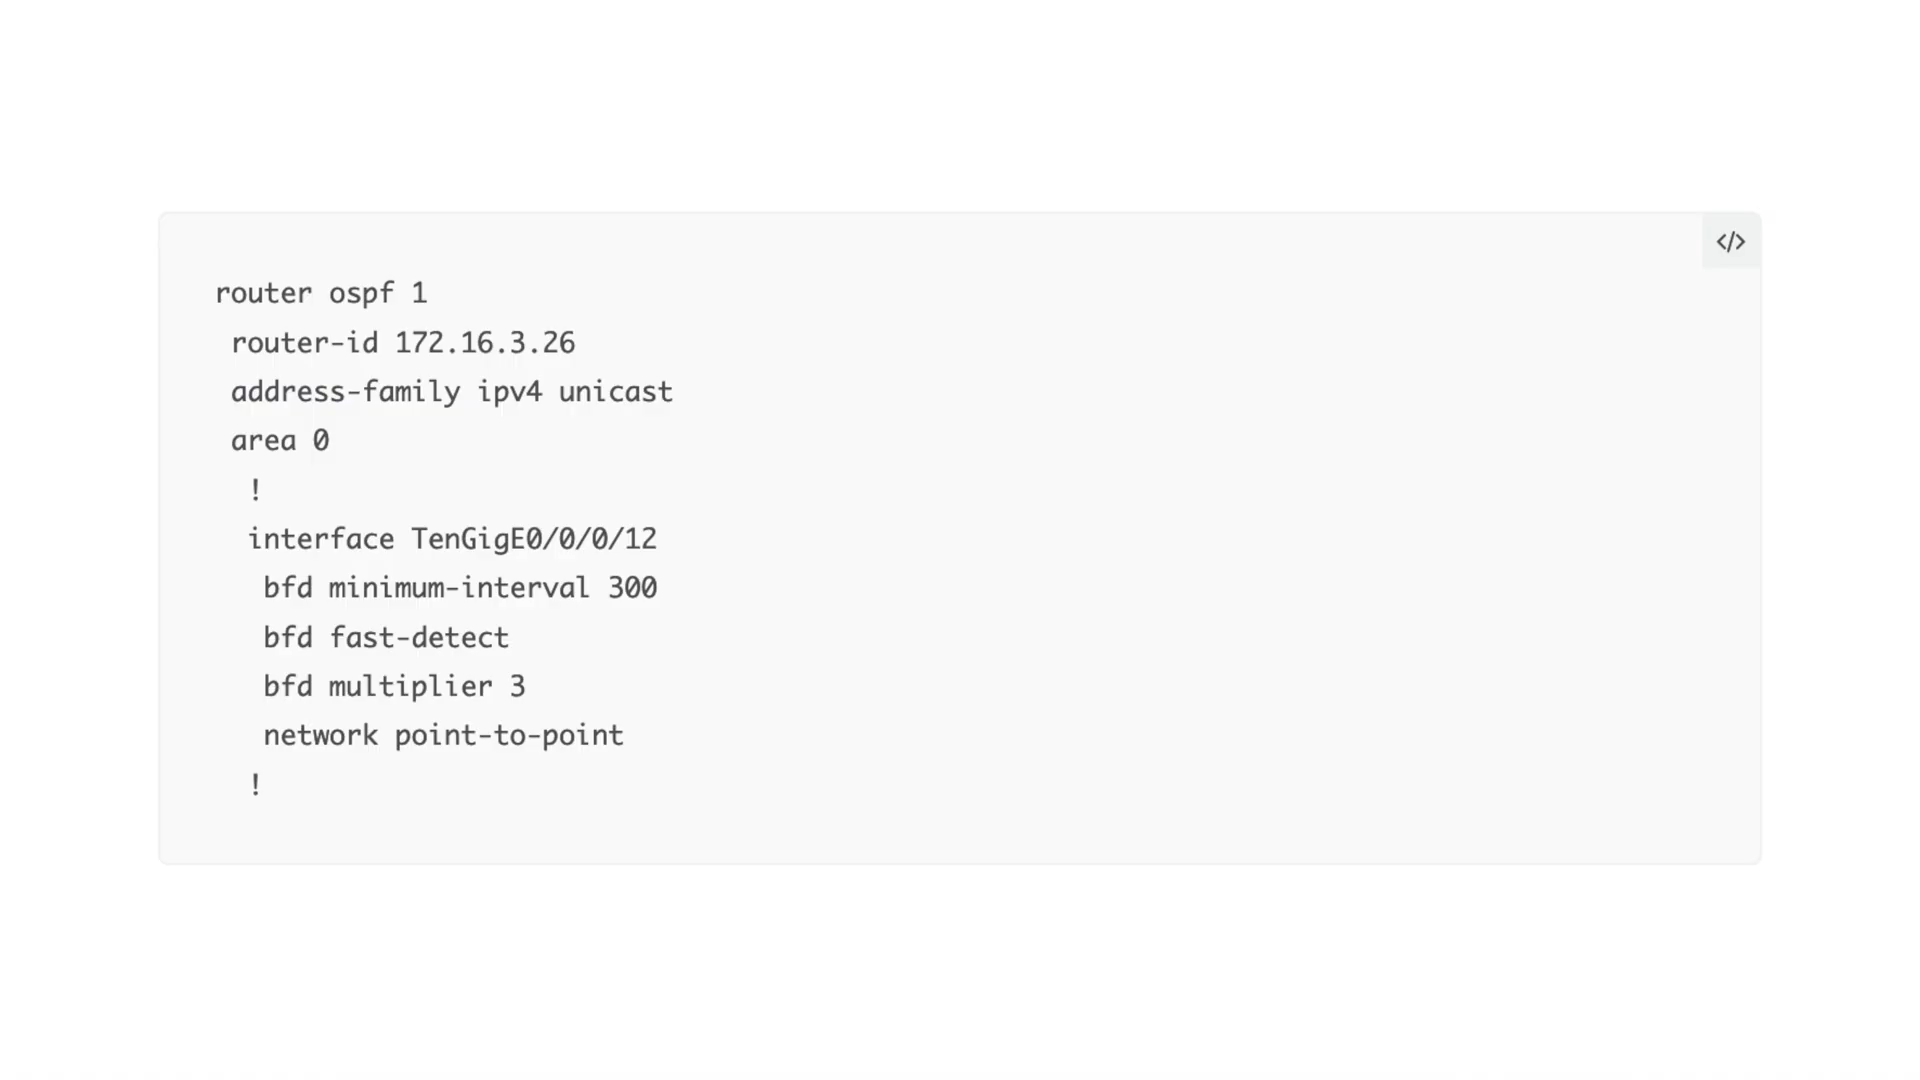 </>
router ospf 1
router-id 172.16.3.26
address-family ipv4 unicast
area 0
!
interface TenGigE0/0/0/12
bfd minimum-interval 300
bfd fast-detect
bfd multiplier 3
network point-to-point
!